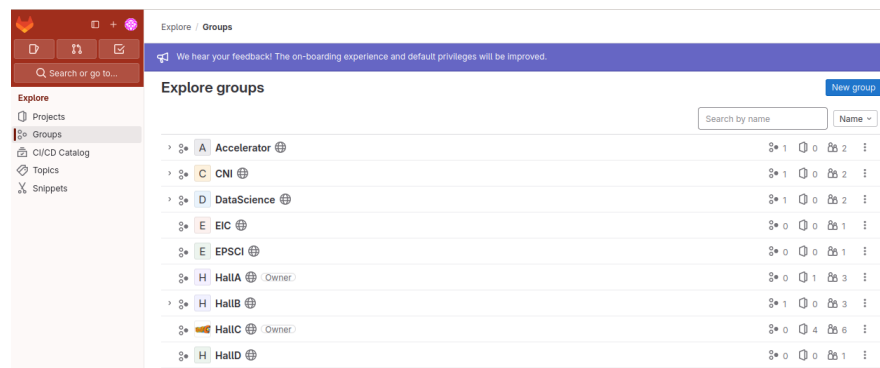 Explore / Groups
Search or go to...
We hear your feedback! The on-boarding experience and default privileges will be improved.
Explore
Projects
Groups
CI/CD Catalog
Topics
Snippets
Explore groups
New group
Search by name
Name
A Accelerator 1 0 2
C CNI 1 0 2
D DataScience 1 0 2
E EIC 0 0 1
E EPSCI 0 0 1
H HallA Owner 0 1 3
H HallB 1 0 3
HallC Owner 0 4 6
H HallD 0 0 1